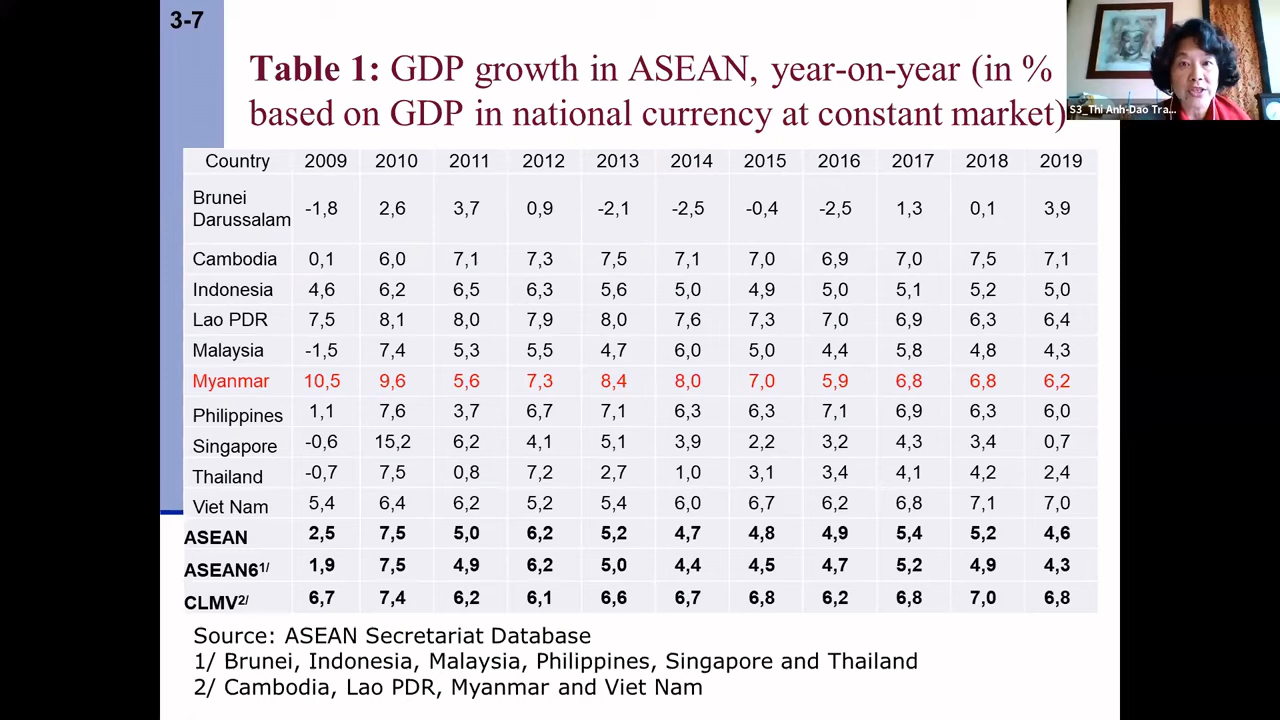 3-7
Table 1: GDP growth in ASEAN, year-on-year (in %
based on GDP in national currency at constant market)
S3_Thi Anh-Dao Tra...
Country 2009 2010 2011 2012 2013 2014 2015 2016 2017 2018 2019
Brunei
Darussalam -1,8 2,6 3,7 0,9 -2,1 -2,5 -0,4 -2,5 1,3 0,1 3,9
Cambodia 0,1 6,0 7,1 7,3 7,5 7,1 7,0 6,9 7,0 7,5 7,1
Indonesia 4,6 6,2 6,5 6,3 5,6 5,0 4,9 5,0 5,1 5,2 5,0
Lao PDR 7,5 8,1 8,0 7,9 8,0 7,6 7,3 7,0 6,9 6,3 6,4
Malaysia -1,5 7,4 5,3 5,5 4,7 6,0 5,0 4,4 5,8 4,8 4,3
Myanmar 10,5 9,6 5,6 7,3 8,4 8,0 7,0 5,9 6,8 6,8 6,2
Philippines 1,1 7,6 3,7 6,7 7,1 6,3 6,3 7,1 6,9 6,3 6,0
Singapore -0,6 15,2 6,2 4,1 5,1 3,9 2,2 3,2 4,3 3,4 0,7
Thailand -0,7 7,5 0,8 7,2 2,7 1,0 3,1 3,4 4,1 4,2 2,4
Viet Nam 5,4 6,4 6,2 5,2 5,4 6,0 6,7 6,2 6,8 7,1 7,0
ASEAN 2,5 7,5 5,0 6,2 5,2 4,7 4,8 4,9 5,4 5,2 4,6
ASEAN6 1/ 1,9 7,5 4,9 6,2 5,0 4,4 4,5 4,7 5,2 4,9 4,3
CLMV 2/ 6,7 7,4 6,2 6,1 6,6 6,7 6,8 6,2 6,8 7,0 6,8
Source: ASEAN Secretariat Database
1/ Brunei, Indonesia, Malaysia, Philippines, Singapore and Thailand
2/ Cambodia, Lao PDR, Myanmar and Viet Nam